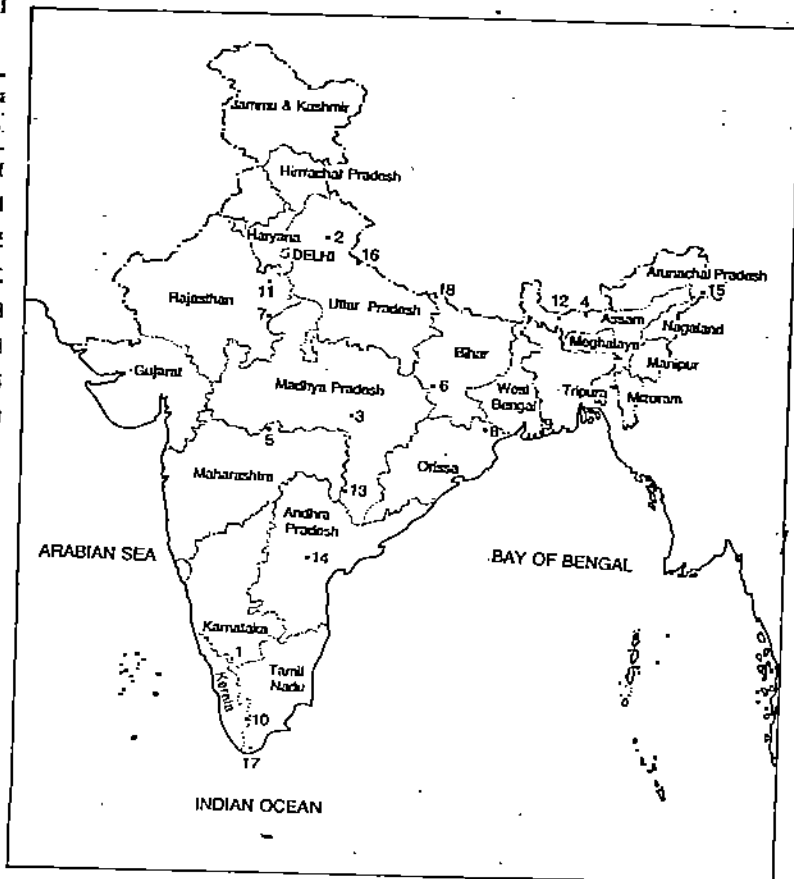 Jammu & Kashmir
Himachal Pradesh
Haryana
2
DELHI
16
Arunachal Pradesh
11
18
12 4
15
Rajasthan
Uttar Pradesh
Assam
Nagaland
7
Meghalaya
Bihar
Manipur
Gujarat
Madhya Pradesh
6
West
Bengal
Tripura
Mizoram
3
5
8
9
Maharashtra
Orissa
13
Andhra
Pradesh
14
ARABIAN SEA
BAY OF BENGAL
Karnataka
1
Tamil
Nadu
Kerala
10
17
INDIAN OCEAN